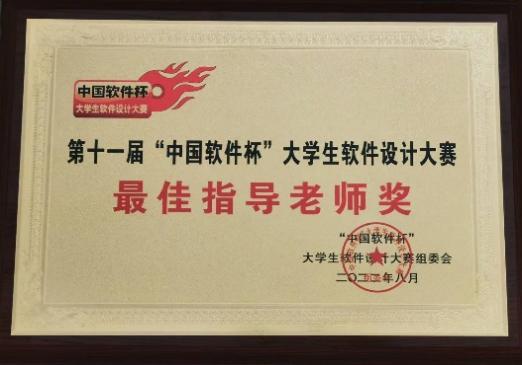 中国软件杯
大学生软件设计大赛
第十一届“中国软件杯”大学生软件设计大赛
最佳指导老师奖
“中国软件杯”
大学生软件设计大赛组委会
二〇二二年八月